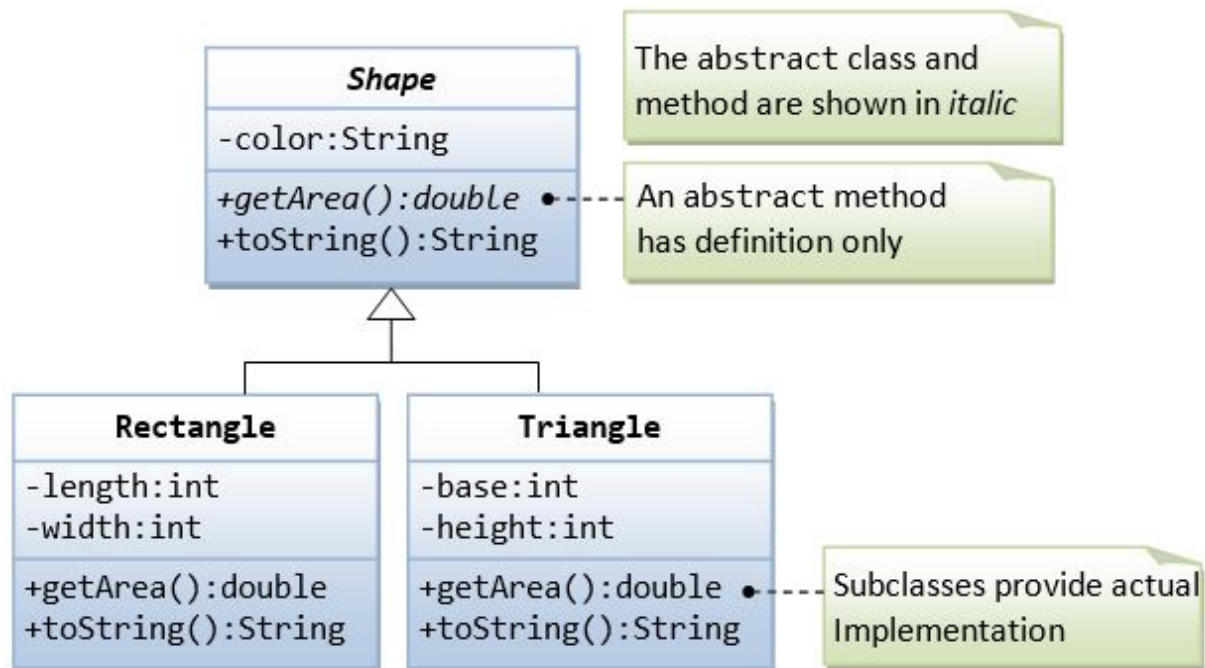 Shape
-color:String
+getArea():double
+toString():String
The abstract class and
method are shown in italic
An abstract method
has definition only
Rectangle
-length:int
-width:int
+getArea():double
+toString():String
Triangle
-base:int
-height:int
+getArea():double
+toString():String
Subclasses provide actual
Implementation